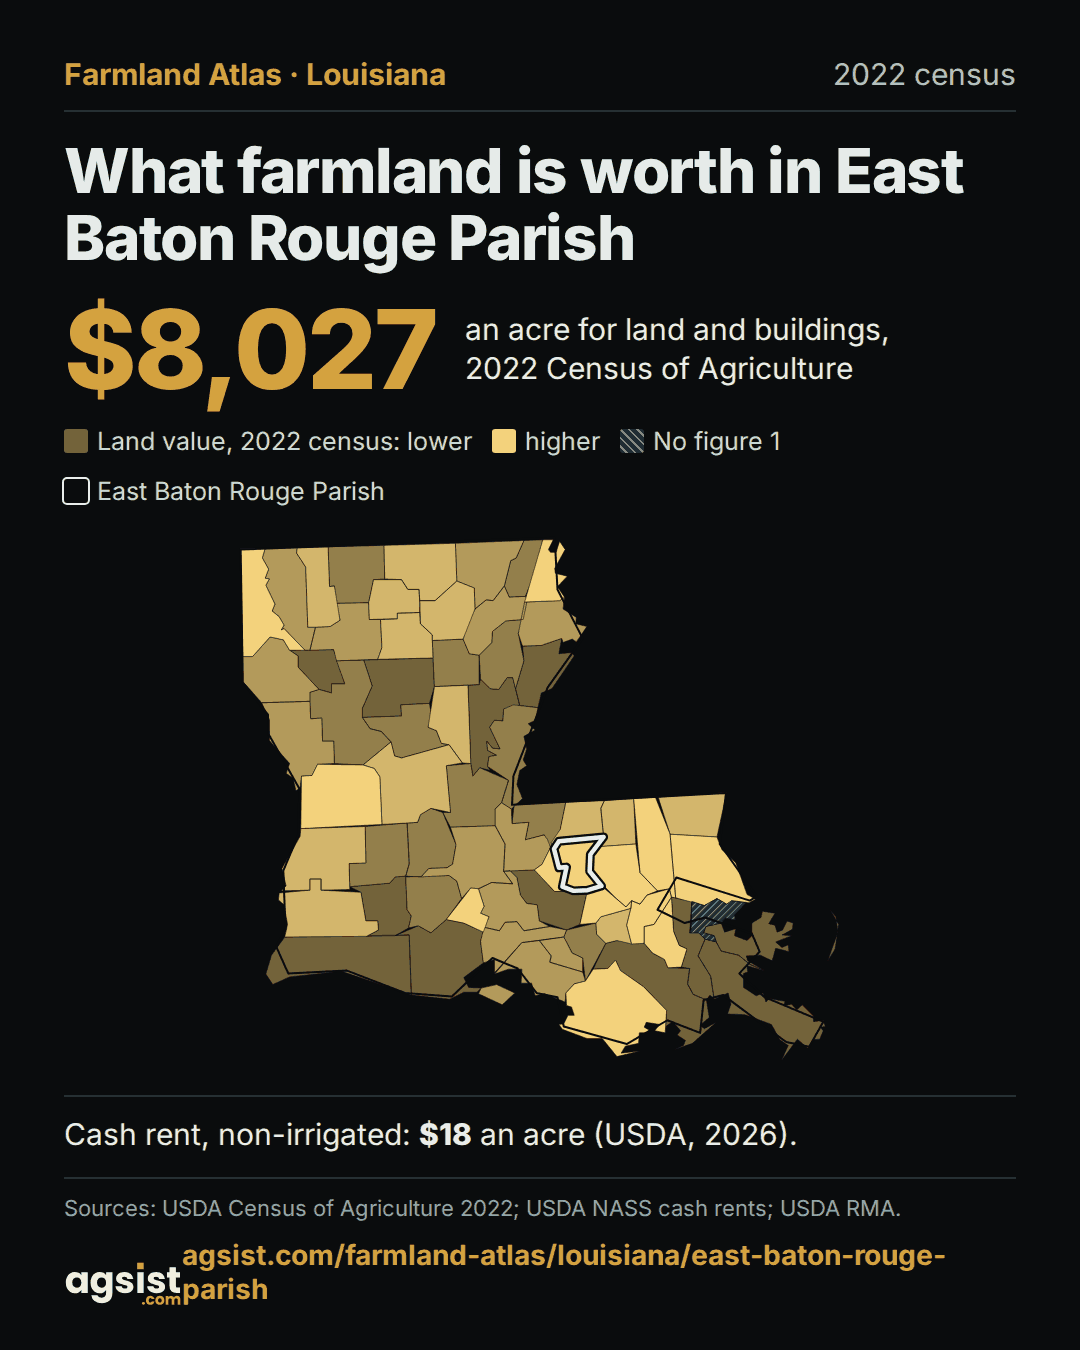 Farmland Atlas · Louisiana
2022 census
What farmland is worth in East
Baton Rouge Parish
$8,027
an acre for land and buildings,
2022 Census of Agriculture
Land value, 2022 census: lower
higher
No figure 1
East Baton Rouge Parish
Cash rent, non-irrigated: $18 an acre (USDA, 2026).
Sources: USDA Census of Agriculture 2022; USDA NASS cash rents; USDA RMA.
agsist
.com
agsist.com/farmland-atlas/louisiana/east-baton-rouge-
parish